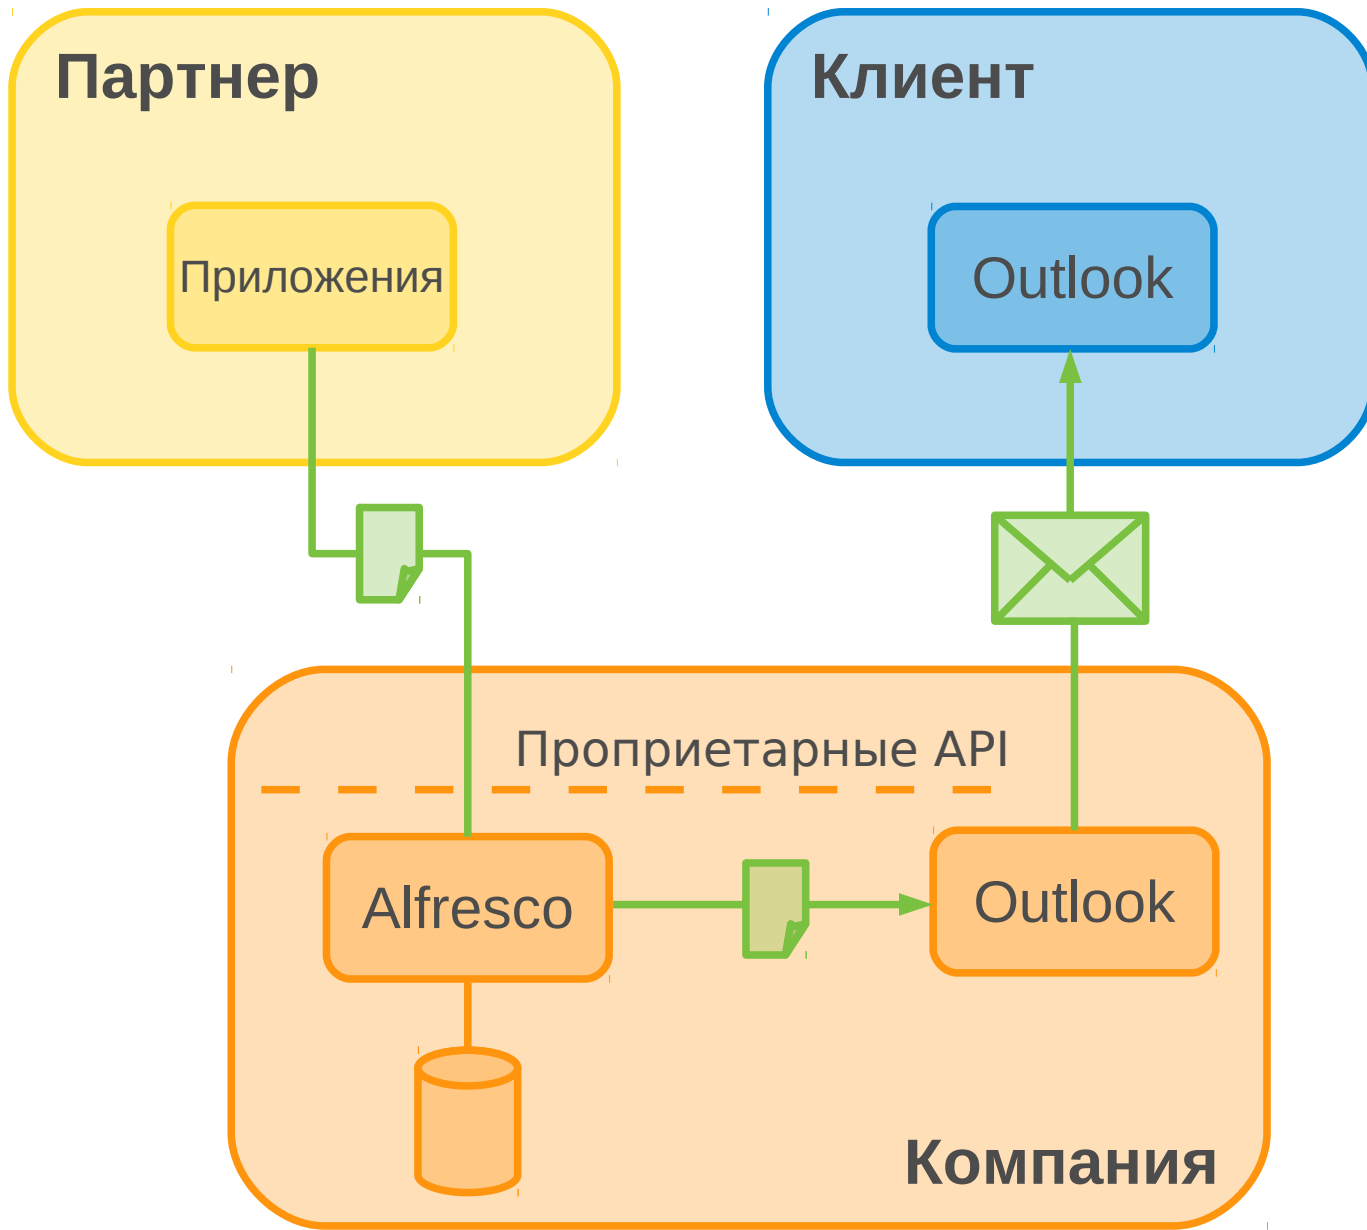 Партнер
Клиент
Приложения
Outlook
Проприетарные API
Alfresco
Outlook
Компания